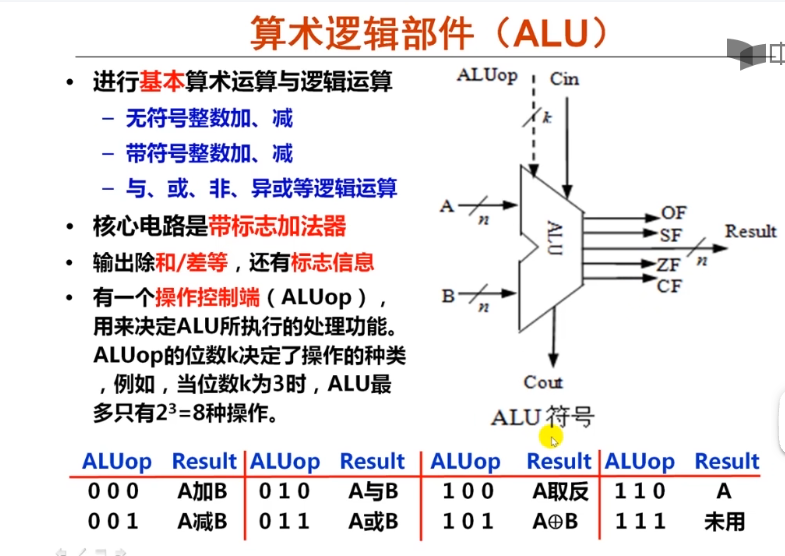 算术逻辑部件（ALU）
• 进行基本算术运算与逻辑运算
– 无符号整数加、减
– 带符号整数加、减
– 与、或、非、异或等逻辑运算
• 核心电路是带标志加法器
• 输出除和/差等，还有标志信息
• 有一个操作控制端（ALUop），
用来决定ALU所执行的处理功能。
ALUop的位数k决定了操作的种类
，例如，当位数k为3时，ALU最
多只有2³=8种操作。
ALUop Cin
k
A n
ALU
OF
SF
Result
n
ZF
CF
B n
Cout
ALU符号
ALUop Result ALUop Result ALUop Result ALUop Result
0 0 0 A加B 0 1 0 A与B 1 0 0 A取反 1 1 0 A
0 0 1 A减B 0 1 1 A或B 1 0 1 A⊕B 1 1 1 未用